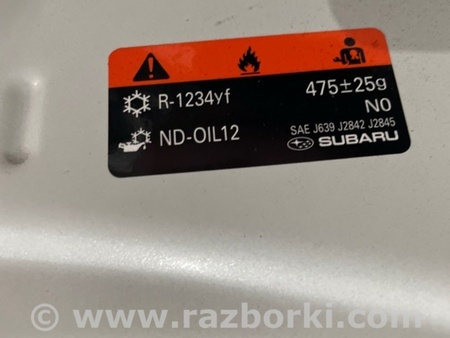 R-1234yf 475±25g
N0
ND-OIL12 SAE J639 J2842 J2845
SUBARU
© www.razborki.com